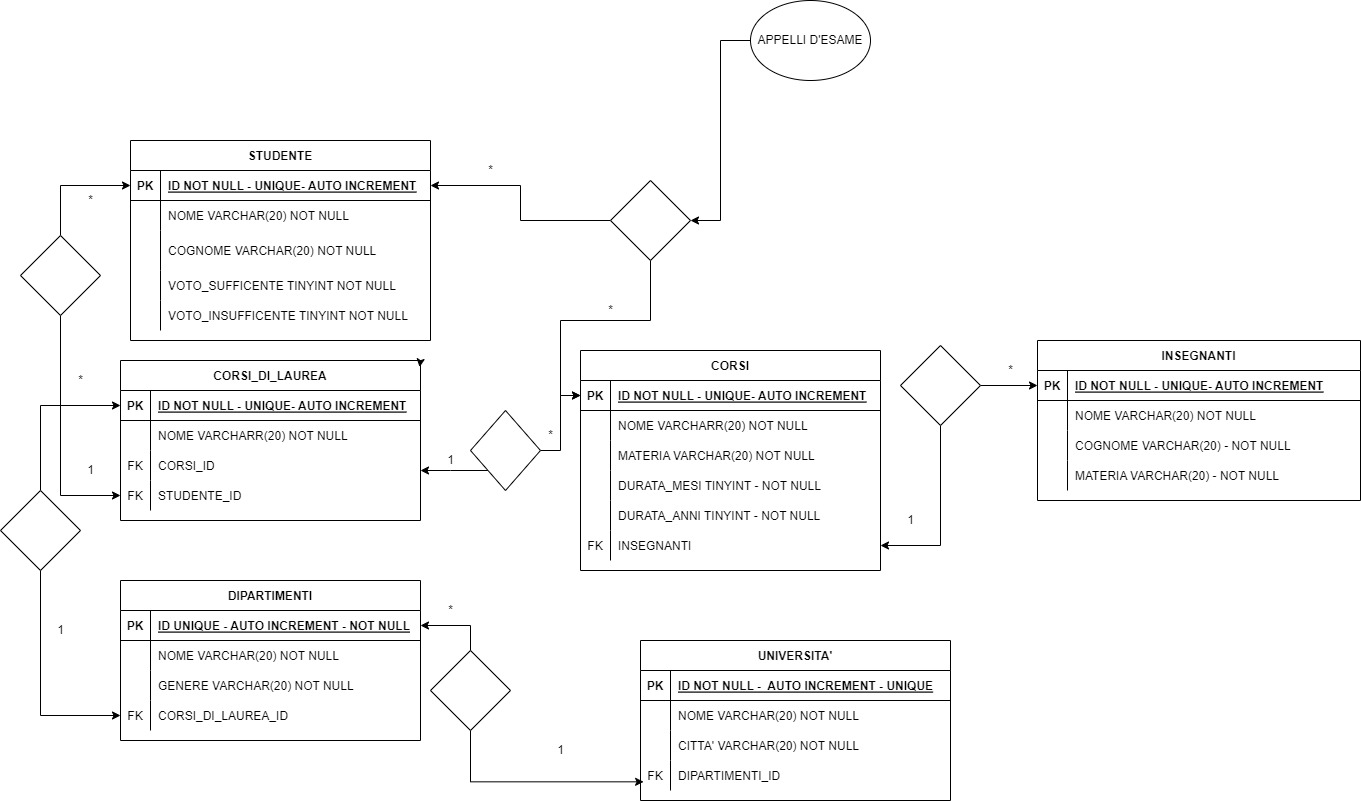 APPELLI D'ESAME
STUDENTE
PK ID NOT NULL - UNIQUE- AUTO INCREMENT
NOME VARCHAR(20) NOT NULL
COGNOME VARCHAR(20) NOT NULL
VOTO_SUFFICENTE TINYINT NOT NULL
VOTO_INSUFFICENTE TINYINT NOT NULL
*
*
*
CORSI_DI_LAUREA
PK ID NOT NULL - UNIQUE- AUTO INCREMENT
NOME VARCHARR(20) NOT NULL
FK CORSI_ID
FK STUDENTE_ID
*
1
1
*
CORSI
PK ID NOT NULL - UNIQUE- AUTO INCREMENT
NOME VARCHARR(20) NOT NULL
MATERIA VARCHAR(20) NOT NULL
DURATA_MESI TINYINT - NOT NULL
DURATA_ANNI TINYINT - NOT NULL
FK INSEGNANTI
*
1
INSEGNANTI
PK ID NOT NULL - UNIQUE- AUTO INCREMENT
NOME VARCHAR(20) NOT NULL
COGNOME VARCHAR(20) - NOT NULL
MATERIA VARCHAR(20) - NOT NULL
DIPARTIMENTI
PK ID UNIQUE - AUTO INCREMENT - NOT NULL
NOME VARCHAR(20) NOT NULL
GENERE VARCHAR(20) NOT NULL
FK CORSI_DI_LAUREA_ID
1
*
1
UNIVERSITA'
PK ID NOT NULL - AUTO INCREMENT - UNIQUE
NOME VARCHAR(20) NOT NULL
CITTA' VARCHAR(20) NOT NULL
FK DIPARTIMENTI_ID